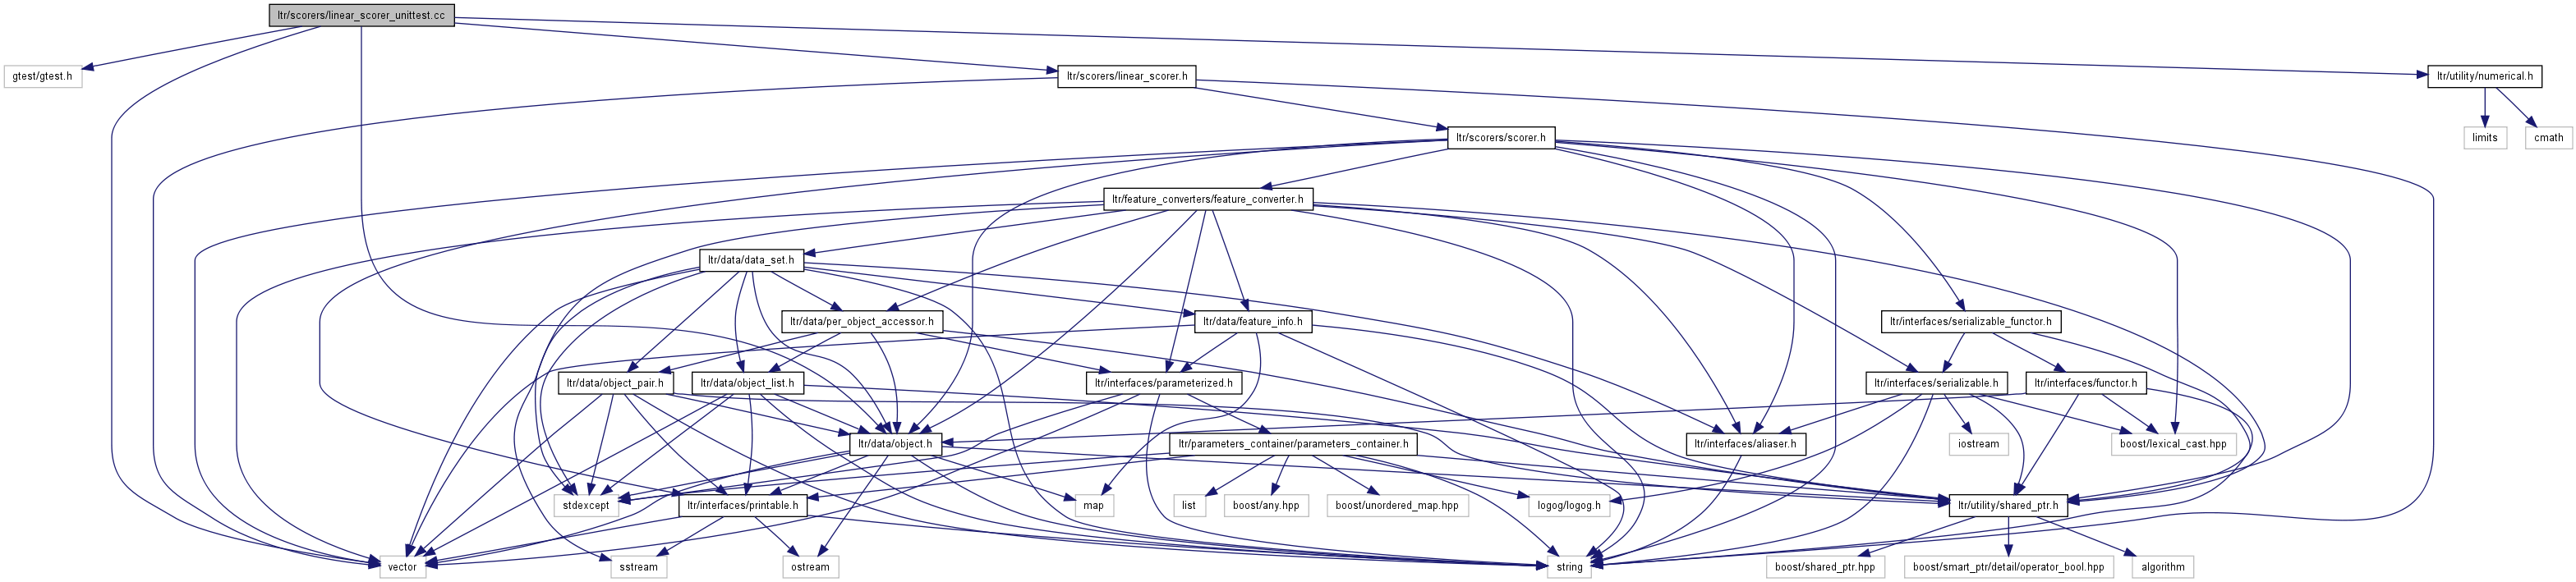 ltr/scorers/linear_scorer_unittest.cc
gtest/gtest.h
ltr/scorers/linear_scorer.h
ltr/utility/numerical.h
ltr/scorers/scorer.h
limits
cmath
ltr/feature_converters/feature_converter.h
ltr/data/data_set.h
ltr/data/per_object_accessor.h
ltr/data/feature_info.h
ltr/interfaces/serializable_functor.h
ltr/data/object_pair.h
ltr/data/object_list.h
ltr/interfaces/parameterized.h
ltr/interfaces/serializable.h
ltr/interfaces/functor.h
ltr/data/object.h
ltr/parameters_container/parameters_container.h
ltr/interfaces/aliaser.h
iostream
boost/lexical_cast.hpp
stdexcept
ltr/interfaces/printable.h
map
list
boost/any.hpp
boost/unordered_map.hpp
logog/logog.h
ltr/utility/shared_ptr.h
vector
sstream
ostream
string
boost/shared_ptr.hpp
boost/smart_ptr/detail/operator_bool.hpp
algorithm